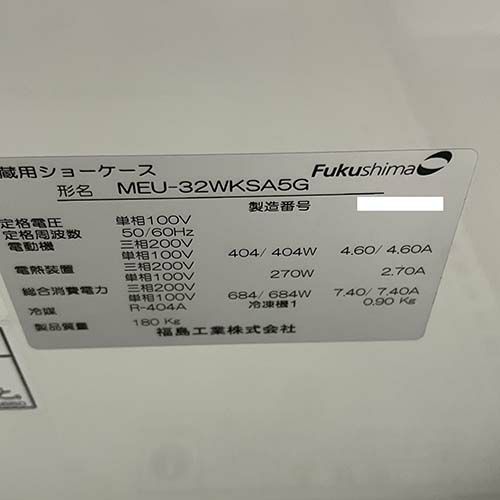 蔵用ショーケース Fukushima
形名 MEU-32WKSA5G
製造番号
定格電圧 単相100V
定格周波数 50/60Hz
電動機 三相200V
単相100V 404/404W 4.60/4.60A
電熱装置 三相200V
単相100V 270W 2.70A
総合消費電力 三相200V
単相100V 684/684W 7.40/7.40A
冷媒 R-404A 冷凍機1 0.90 Kg
製品質量 180 Kg 福島工業株式会社
と。